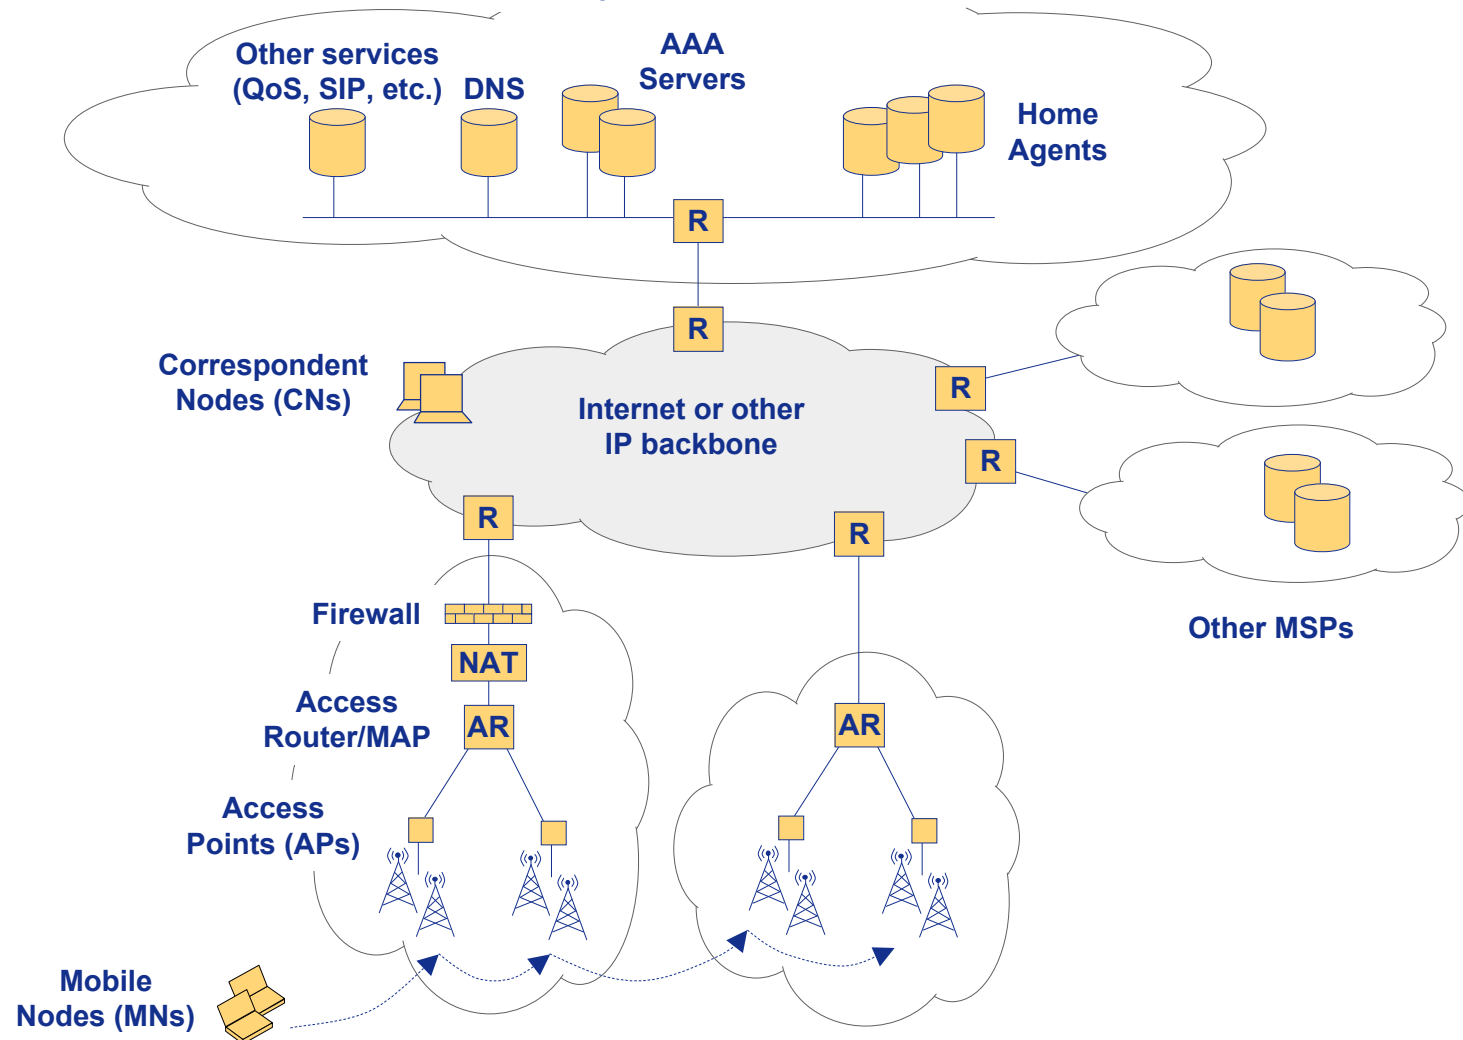 Other services
(QoS, SIP, etc.)
DNS
AAA
Servers
Home
Agents
R
R
Correspondent
Nodes (CNs)
Internet or other
IP backbone
R
R
R
R
Other MSPs
Firewall
NAT
Access
Router/MAP
AR
AR
Access
Points (APs)
Mobile
Nodes (MNs)